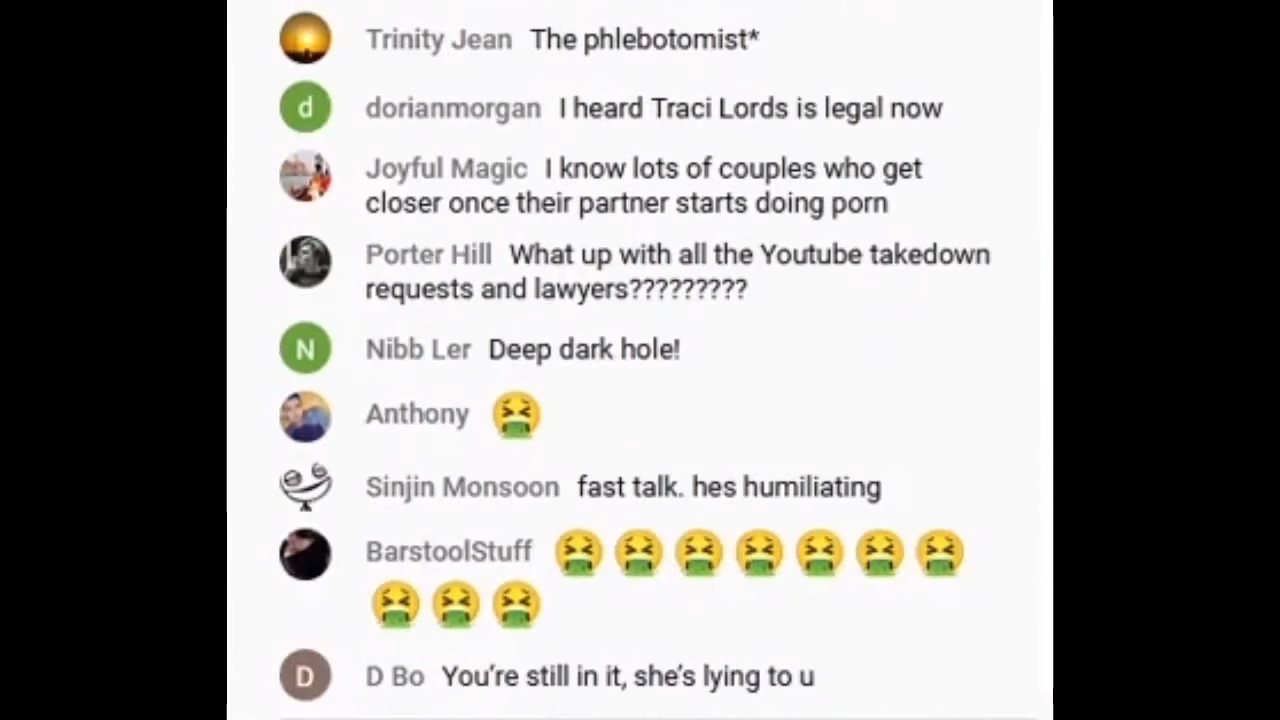 Trinity Jean The phlebotomist*
d
dorianmorgan I heard Traci Lords is legal now
Joyful Magic I know lots of couples who get
closer once their partner starts doing porn
Porter Hill What up with all the Youtube takedown
requests and lawyers?????????
N
Nibb Ler Deep dark hole!
Anthony 🤮
Sinjin Monsoon fast talk. hes humiliating
BarstoolStuff 🤮🤮🤮🤮🤮🤮🤮
🤮🤮🤮
D
D Bo You’re still in it, she’s lying to u